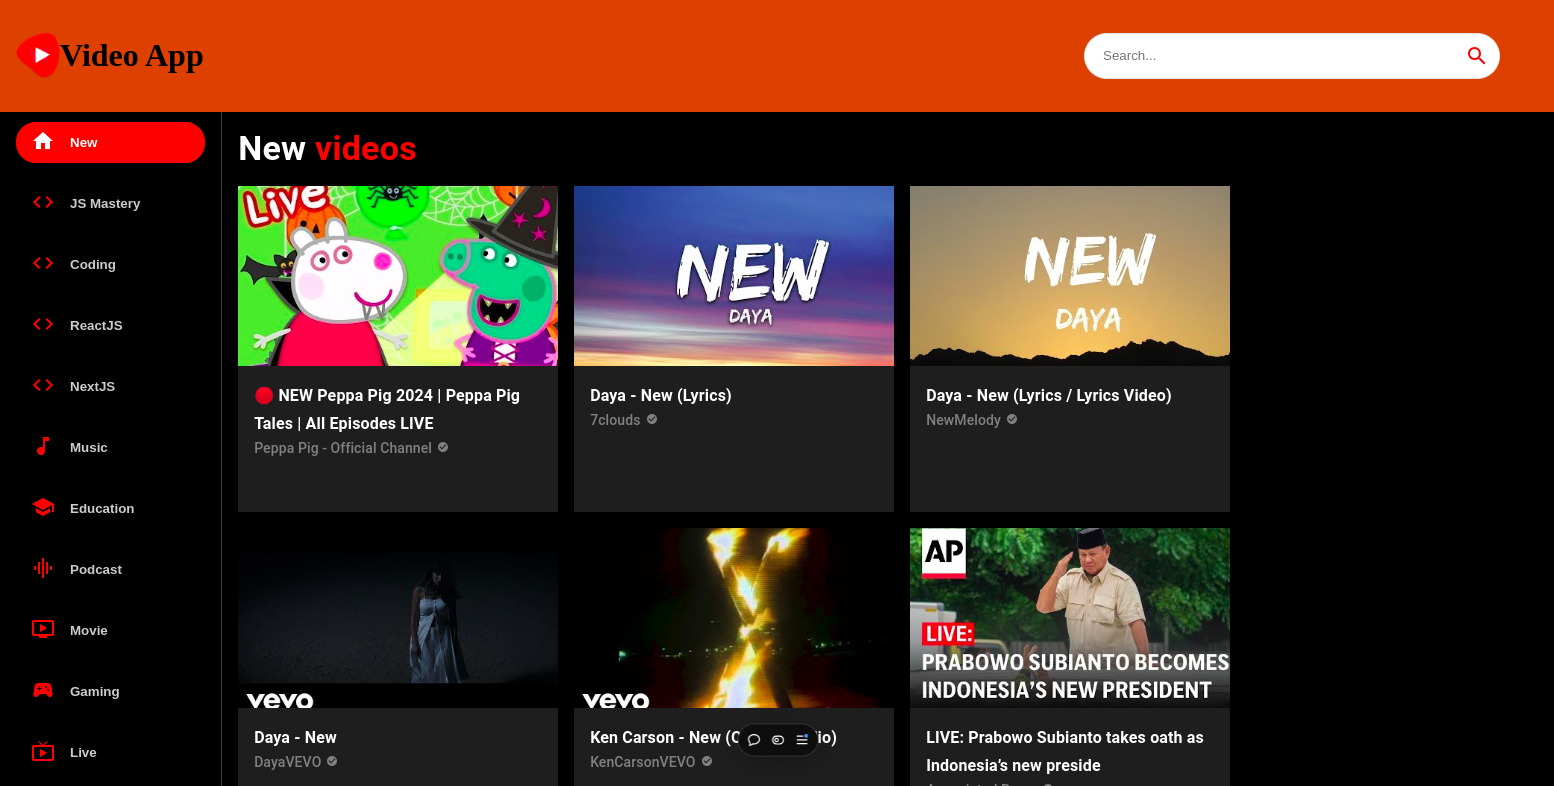 Video App
Search...
New
JS Mastery
Coding
ReactJS
NextJS
Music
Education
Podcast
Movie
Gaming
Live
New videos
Live
NEW
DAYA
NEW
DAYA
🔴 NEW Peppa Pig 2024 | Peppa Pig
Tales | All Episodes LIVE
Peppa Pig - Official Channel
Daya - New (Lyrics)
7clouds
Daya - New (Lyrics / Lyrics Video)
NewMelody
vevo
vevo
AP
LIVE:
PRABOWO SUBIANTO BECOMES
INDONESIA'S NEW PRESIDENT
Daya - New
DayaVEVO
Ken Carson - New (
KenCarsonVEVO
LIVE: Prabowo Subianto takes oath as
Indonesia’s new preside